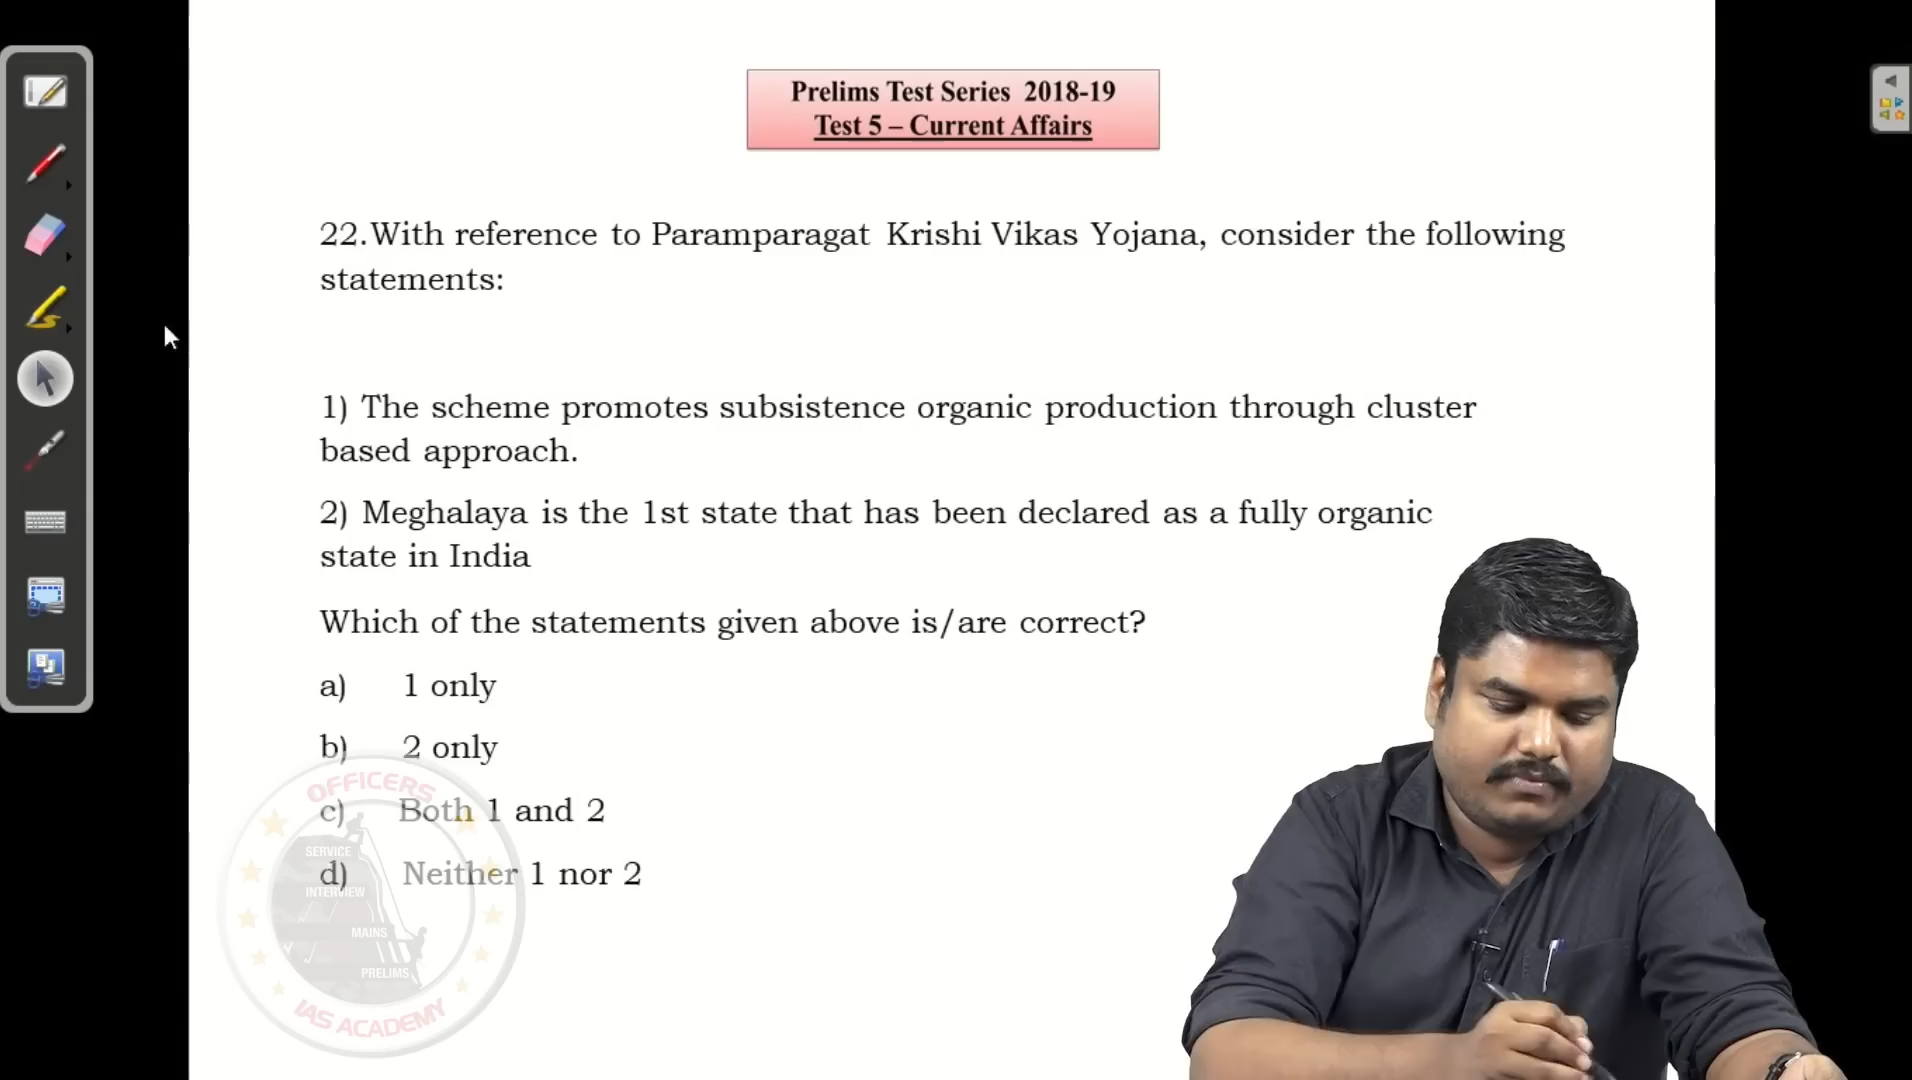 Prelims Test Series 2018-19
Test 5 – Current Affairs
22.With reference to Paramparagat Krishi Vikas Yojana, consider the following
statements:
1) The scheme promotes subsistence organic production through cluster
based approach.
2) Meghalaya is the 1st state that has been declared as a fully organic
state in India
Which of the statements given above is/are correct?
a) 1 only
b) 2 only
c) Both 1 and 2
d) Neither 1 nor 2
OFFICERS
SERVICE
INTERVIEW
MAINS
PRELIMS
IAS ACADEMY